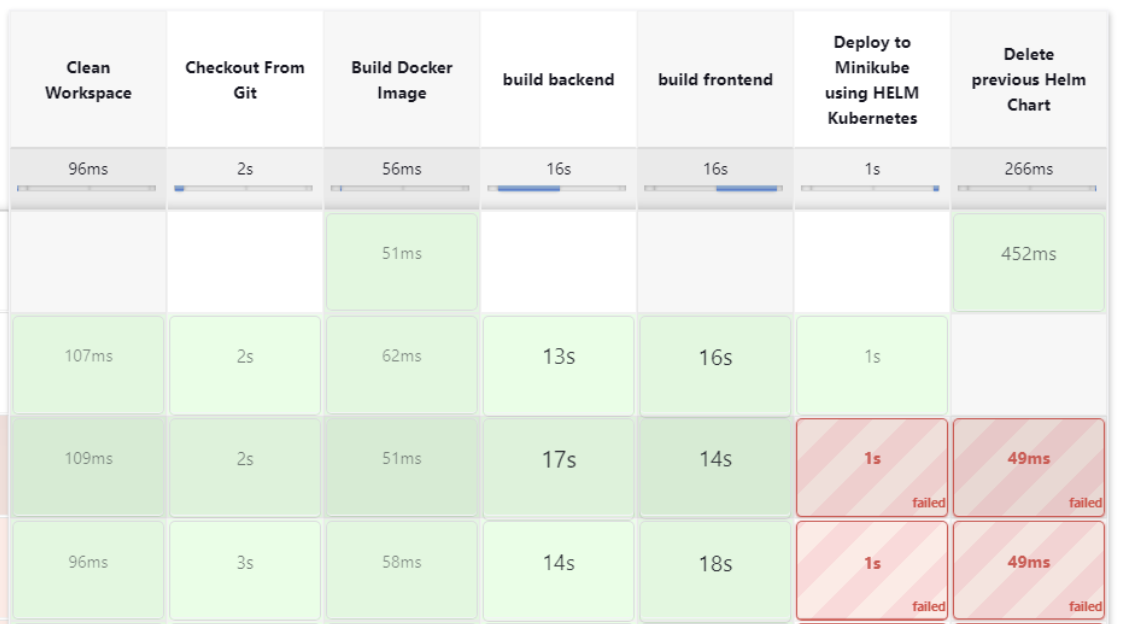 Clean
Workspace
Checkout From
Git
Build Docker
Image
build backend
build frontend
Deploy to
Minikube
using HELM
Kubernetes
Delete
previous Helm
Chart
96ms
2s
56ms
16s
16s
1s
266ms
51ms
452ms
107ms
2s
62ms
13s
16s
1s
109ms
2s
51ms
17s
14s
1s
failed
49ms
failed
96ms
3s
58ms
14s
18s
1s
failed
49ms
failed